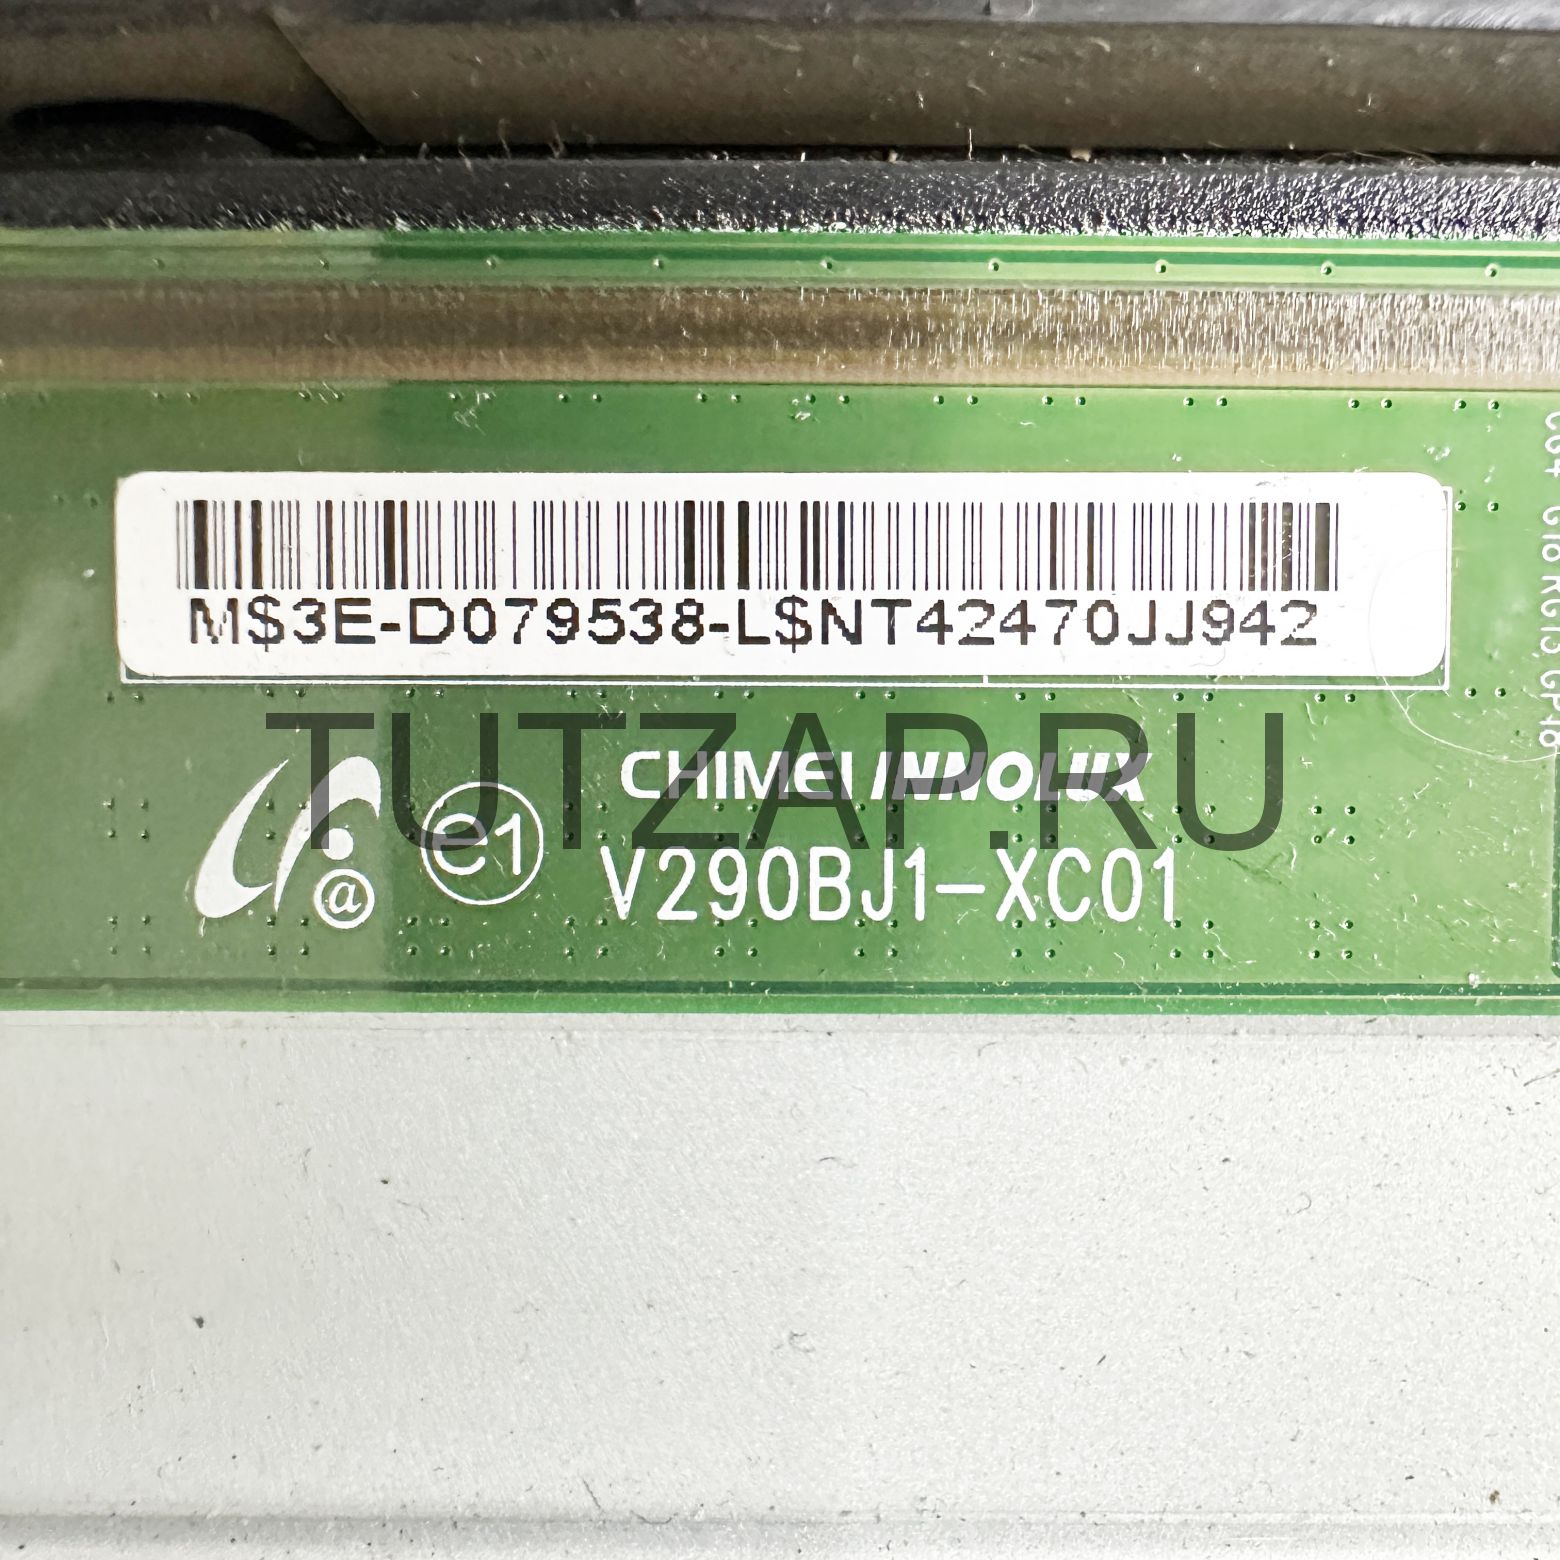 M$3E-D079538-L$NT42470JJ942
TUTZAP.RU
CHIMEI INNOLUX
@ e1
V290BJ1-XC01